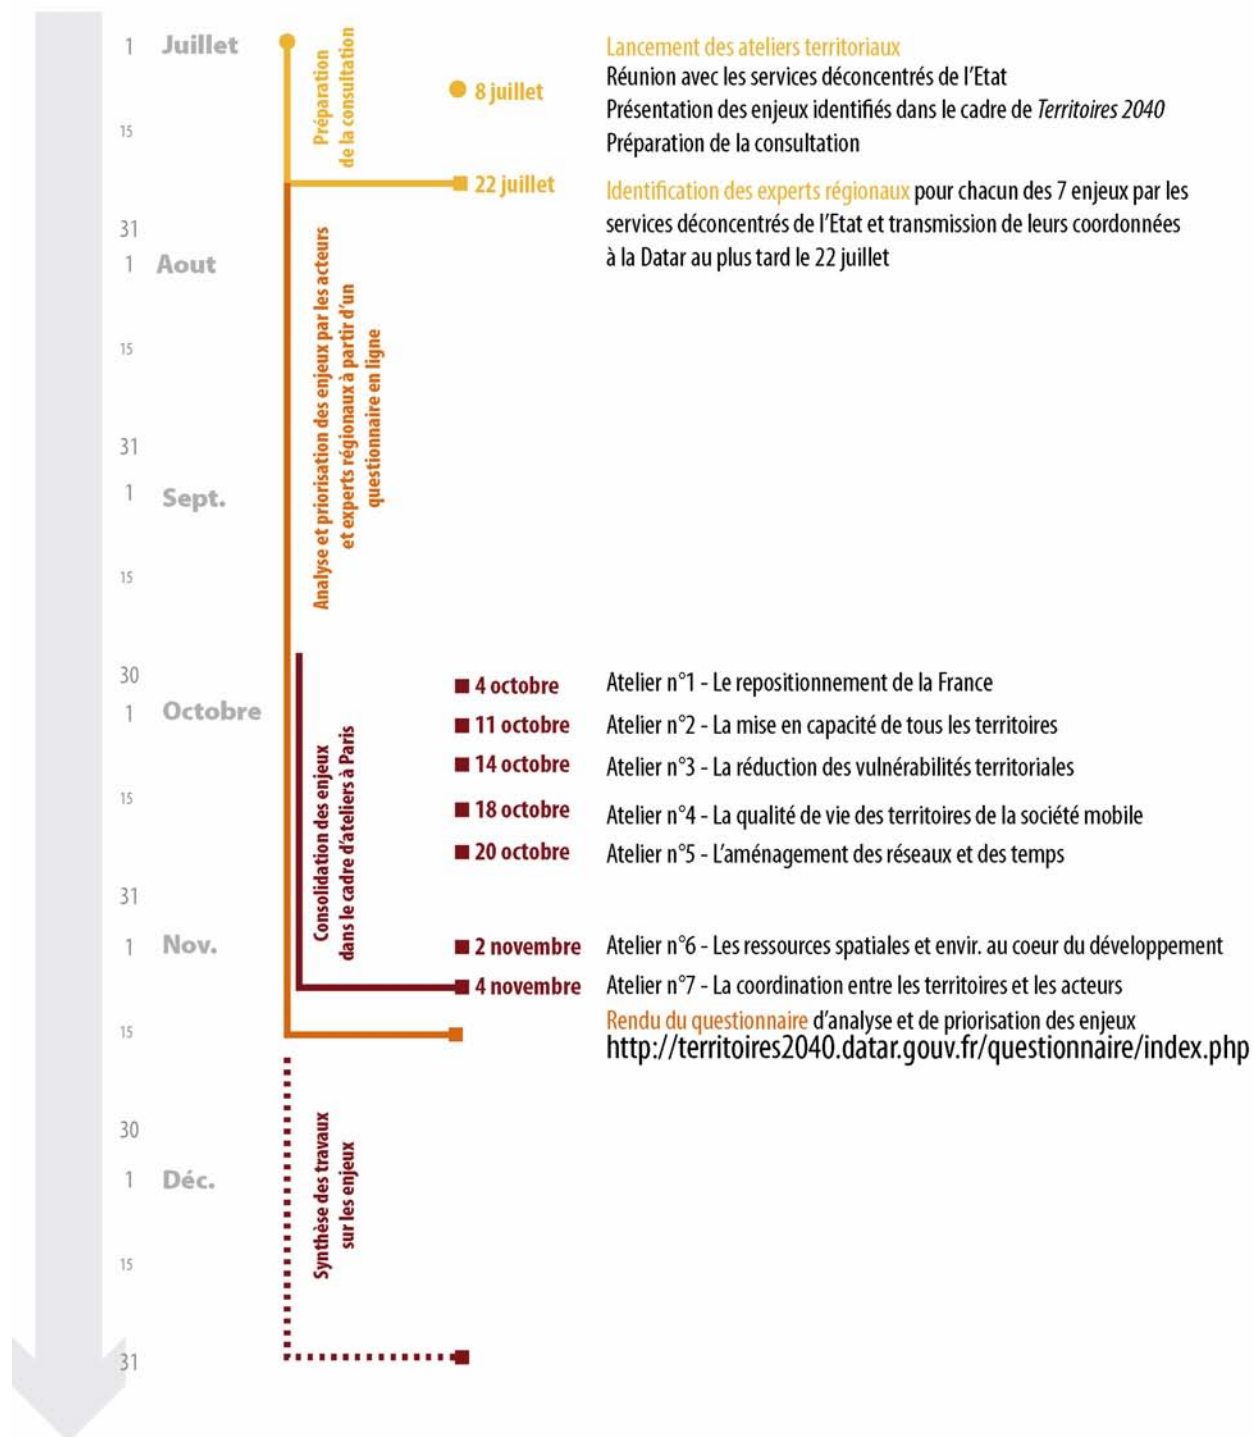 1 Juillet
Préparation
de la consultation
8 juillet
Lancement des ateliers territoriaux
Réunion avec les services déconcentrés de l'Etat
Présentation des enjeux identifiés dans le cadre de Territoires 2040
Préparation de la consultation
15
22 juillet
Identification des experts régionaux pour chacun des 7 enjeux par les
services déconcentrés de l'Etat et transmission de leurs coordonnées
à la Datar au plus tard le 22 juillet
31
1 Aout
Analyse et priorisation des enjeux par les acteurs
et experts régionaux à partir d'un
questionnaire en ligne
15
31
1 Sept.
15
30
1 Octobre
Consolidation des enjeux
dans le cadre d'ateliers à Paris
4 octobre Atelier n°1 - Le repositionnement de la France
11 octobre Atelier n°2 - La mise en capacité de tous les territoires
14 octobre Atelier n°3 - La réduction des vulnérabilités territoriales
15
18 octobre Atelier n°4 - La qualité de vie des territoires de la société mobile
20 octobre Atelier n°5 - L'aménagement des réseaux et des temps
31
1 Nov.
2 novembre Atelier n°6 - Les ressources spatiales et envir. au coeur du développement
4 novembre Atelier n°7 - La coordination entre les territoires et les acteurs
15
Rendu du questionnaire d'analyse et de priorisation des enjeux
http://territoires2040.datar.gouv.fr/questionnaire/index.php
30
1 Déc.
Synthèse des travaux
sur les enjeux
15
31